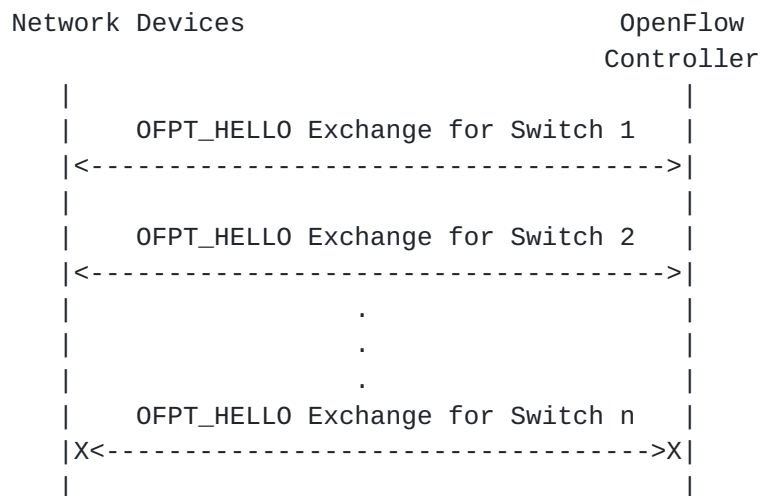 Network Devices                        OpenFlow
                                      Controller
   |                                       |
   |    OFPT_HELLO Exchange for Switch 1   |
   |<------------------------------------->|
   |                                       |
   |    OFPT_HELLO Exchange for Switch 2   |
   |<------------------------------------->|
   |                  .                    |
   |                  .                    |
   |                  .                    |
   |    OFPT_HELLO Exchange for Switch n   |
   |X<----------------------------------->X|
   |                                       |